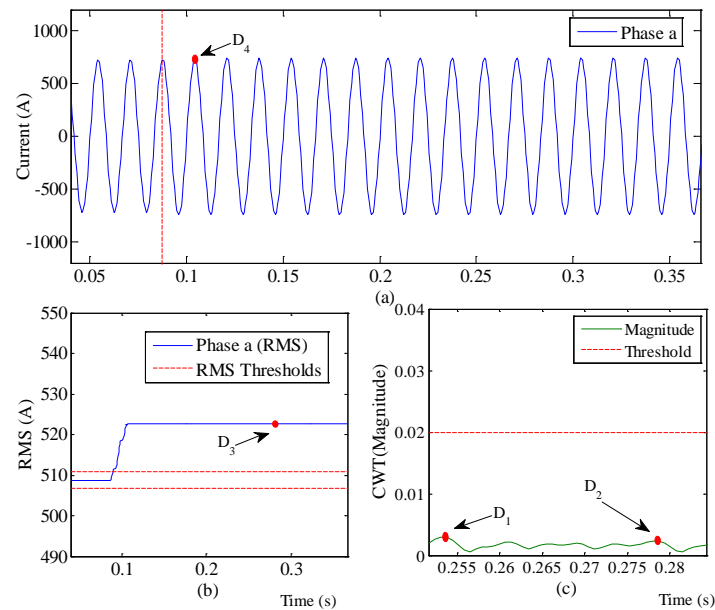 1000
500
0
-500
-1000
Current (A)
D4
Phase a
0.05 0.1 0.15 0.2 0.25 0.3 0.35
(a)
550
540
530
520
510
500
490
RMS (A)
Phase a (RMS)
RMS Thresholds
D3
0.1 0.2 0.3
(b)
Time (s)
0.04
0.03
0.02
0.01
0
CWT(Magnitude)
Magnitude
Threshold
D1
D2
0.255 0.26 0.265 0.27 0.275 0.28
(c)
Time (s)